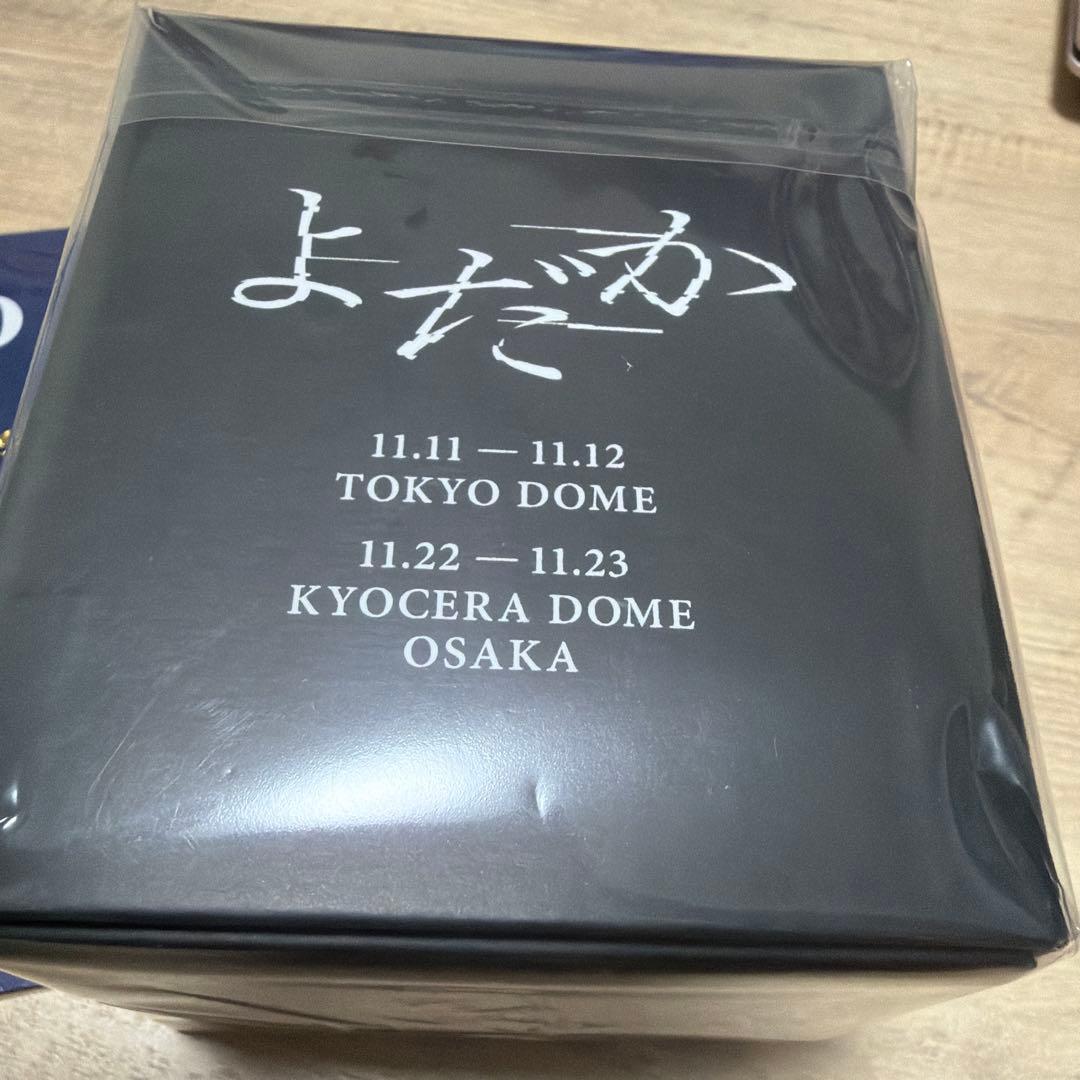 よだか
11.11 — 11.12
TOKYO DOME
11.22 — 11.23
KYOCERA DOME
OSAKA